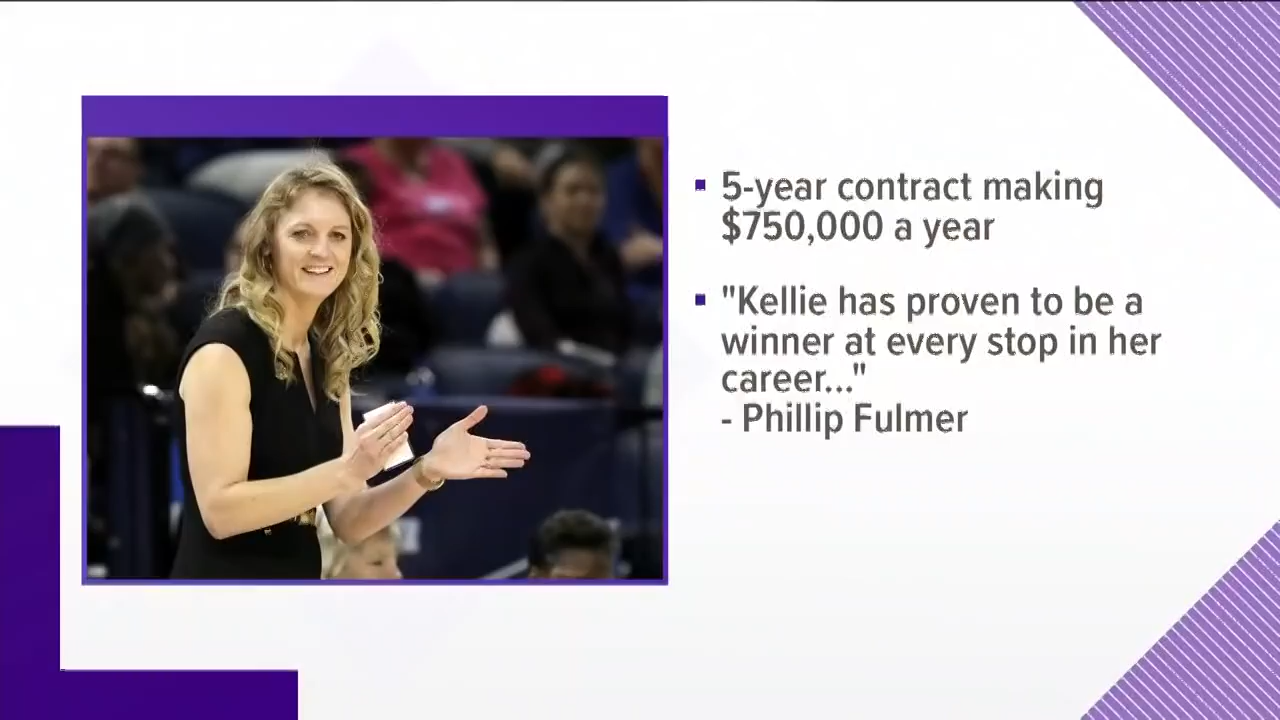 5-year contract making
$750,000 a year
"Kellie has proven to be a
winner at every stop in her
career..."
- Phillip Fulmer